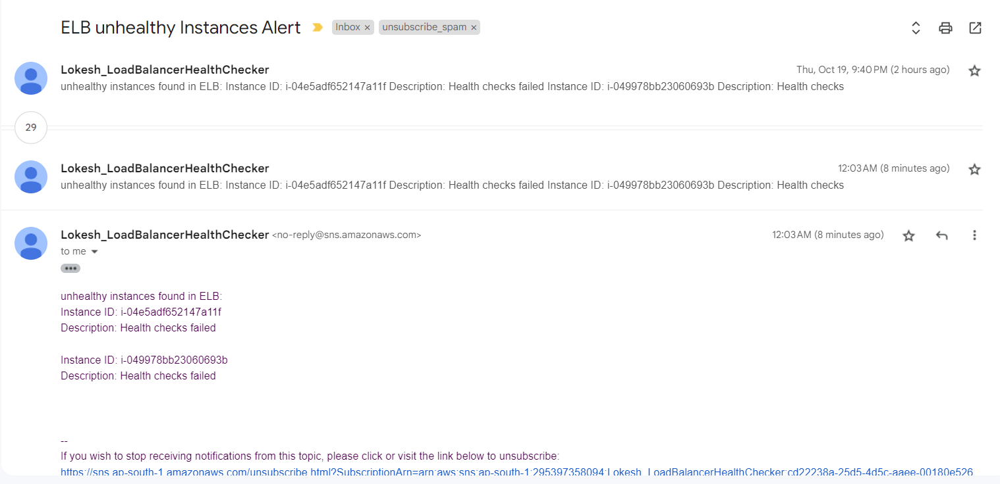 ELB unhealthy Instances Alert Inbox × unsubscribe_spam ×
Lokesh_LoadBalancerHealthChecker Thu, Oct 19, 9:40 PM (2 hours ago)
unhealthy instances found in ELB: Instance ID: i-04e5adf652147a11f Description: Health checks failed Instance ID: i-049978bb23060693b Description: Health checks
29
Lokesh_LoadBalancerHealthChecker 12:03 AM (8 minutes ago)
unhealthy instances found in ELB: Instance ID: i-04e5adf652147a11f Description: Health checks failed Instance ID: i-049978bb23060693b Description: Health checks
Lokesh_LoadBalancerHealthChecker <no-reply@sns.amazonaws.com> 12:03 AM (8 minutes ago)
to me
unhealthy instances found in ELB:
Instance ID: i-04e5adf652147a11f
Description: Health checks failed
Instance ID: i-049978bb23060693b
Description: Health checks failed
--
If you wish to stop receiving notifications from this topic, please click or visit the link below to unsubscribe:
https://sns.ap-south-1.amazonaws.com/unsubscribe.html?SubscriptionArn=arn:aws:sns:ap-south-1:295397358094:Lokesh_LoadBalancerHealthChecker:cd22238a-25d5-4d5c-aaee-00180e526